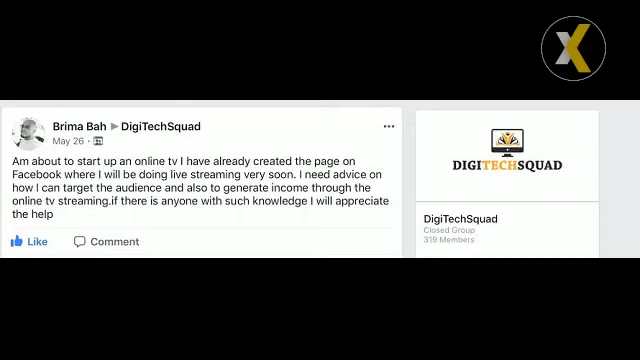 Brima Bah ▶ DigiTechSquad
May 26 ·
Am about to start up an online tv I have already created the page on
Facebook where I will be doing live streaming very soon. I need advice on
how I can target the audience and also to generate income through the
online tv streaming.if there is anyone with such knowledge I will appreciate
the help
Like Comment
DIGITECHSQUAD
DigiTechSquad
Closed Group
319 Members